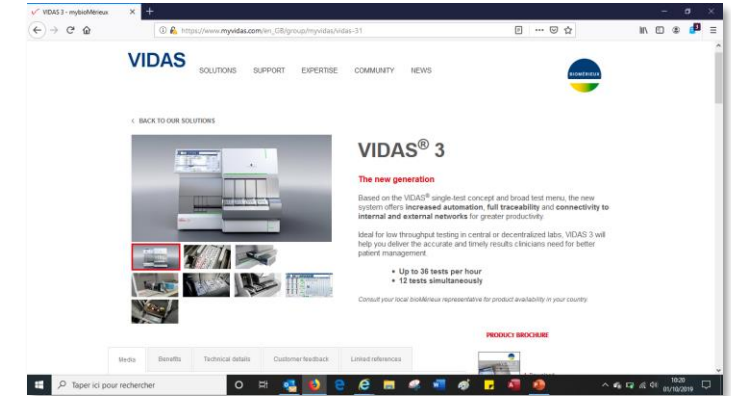 VIDAS 3 - mybioMérieux
https://www.myvidas.com/en_GB/group/myvidas/vidas-31
VIDAS
SOLUTIONS SUPPORT EXPERTISE COMMUNITY NEWS
BIOMÉRIEUX
< BACK TO OUR SOLUTIONS
VIDAS® 3
The new generation
Based on the VIDAS® single-test concept and broad test menu, the new
system offers increased automation, full traceability and connectivity to
internal and external networks for greater productivity
Ideal for low throughput testing in central or decentralized labs, VIDAS 3 will
help you deliver the accurate and timely results clinicians need for better
patient management.
• Up to 36 tests per hour
• 12 tests simultaneously
Consult your local bioMérieux representative for product availability in your country
PRODUCT BROCHURE
Media Benefits Technical details Customer feedback Linked references
Taper ici pour rechercher
10:20
01/10/2019